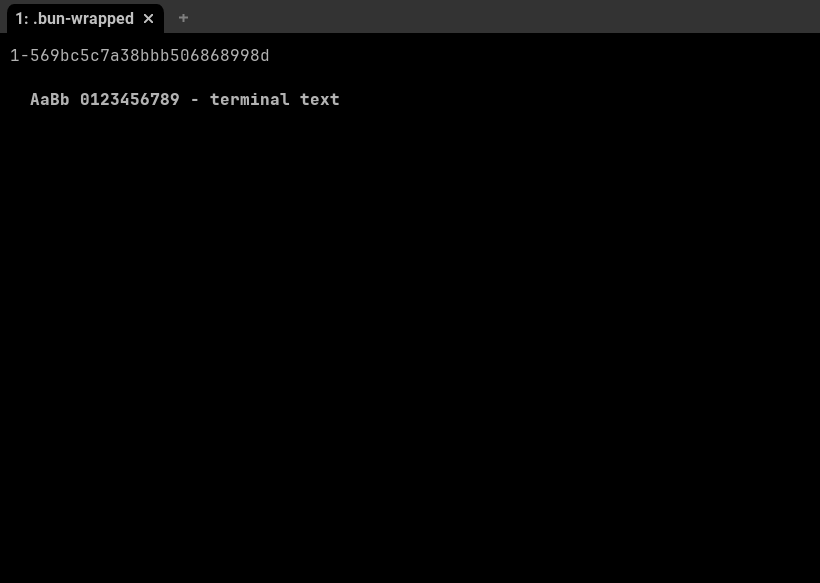 1: .bun-wrapped ✕ +
1-569bc5c7a38bbb506868998d
AaBb 0123456789 - terminal text